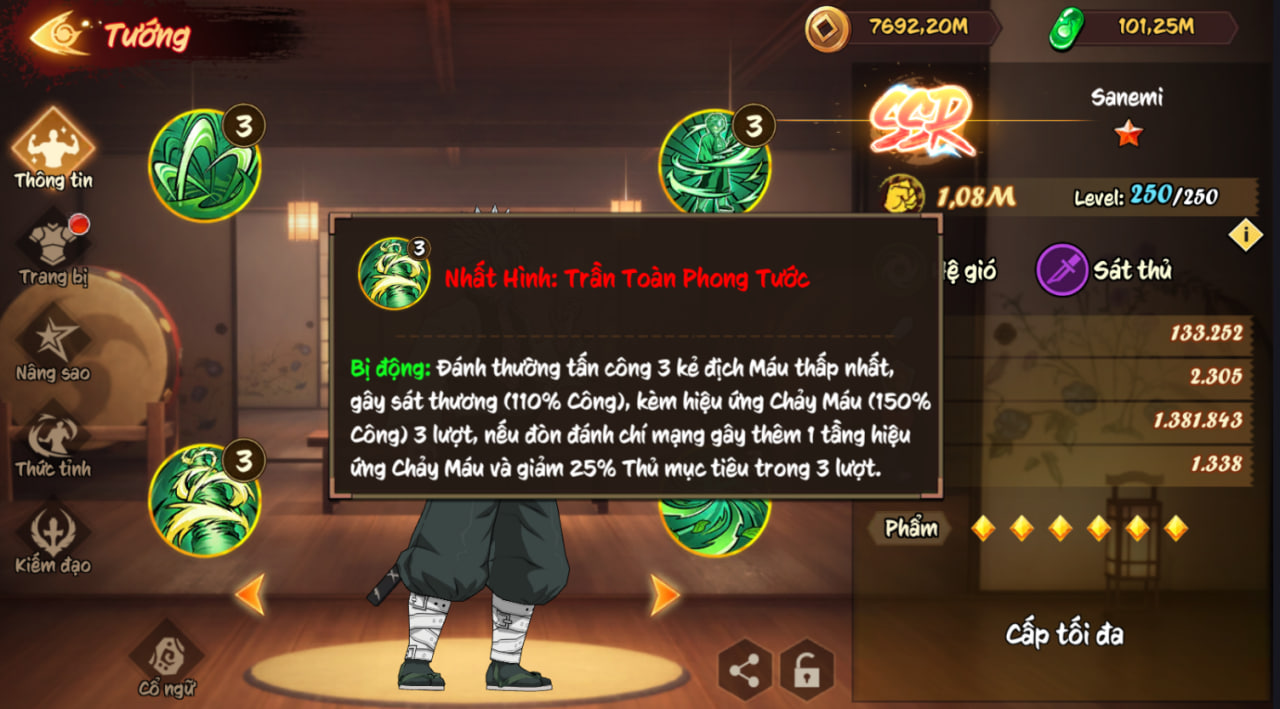 Tướng
7692,20M
101,25M
Thông tin
Trang bị
Nâng sao
Thức tỉnh
Kiếm đạo
Cổ ngữ
3
3
3
3
Nhất Hình: Trần Toàn Phong Tước
Bị động: Đánh thường tấn công 3 kẻ địch Máu thấp nhất,
gây sát thương (110% Công), kèm hiệu ứng Chảy Máu (150%
Công) 3 lượt, nếu đòn đánh chí mạng gây thêm 1 tầng hiệu
ứng Chảy Máu và giảm 25% Thủ mục tiêu trong 3 lượt.
SSR
Sanemi
1,08M
Level: 250/250
ệ gió
Sát thủ
133.252
2.305
1.381.843
1.338
Phẩm
Cấp tối đa